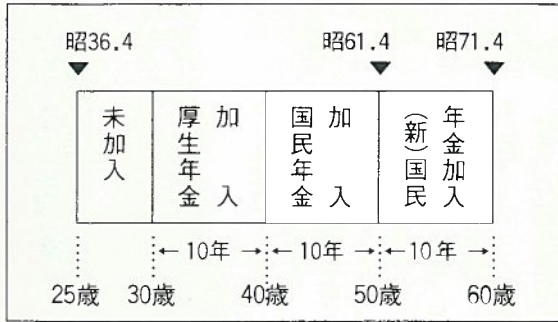 昭36.4 昭61.4 昭71.4
未加入
厚生年金
加入
国民年金
加入
（新）国民
年金加入
←10年→ ←10年→ ←10年→
25歳 30歳 40歳 50歳 60歳